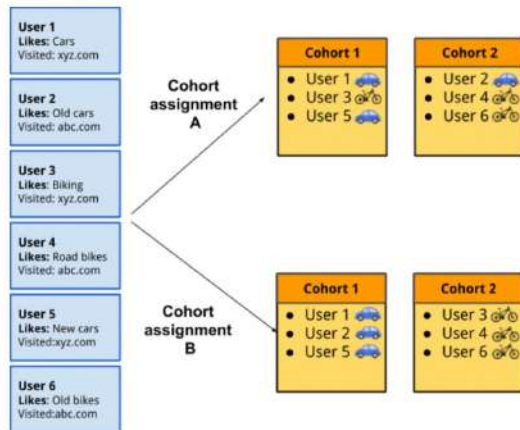 User 1
Likes: Cars
Visited: xyz.com
User 2
Likes: Old cars
Visited: abc.com
User 3
Likes: Biking
Visited: xyz.com
User 4
Likes: Road bikes
Visited: abc.com
User 5
Likes: New cars
Visited:xyz.com
User 6
Likes: Old bikes
Visited:abc.com
Cohort
assignment
A
Cohort 1
User 1
User 3
User 5
Cohort 2
User 2
User 4
User 6
Cohort
assignment
B
Cohort 1
User 1
User 2
User 5
Cohort 2
User 3
User 4
User 6